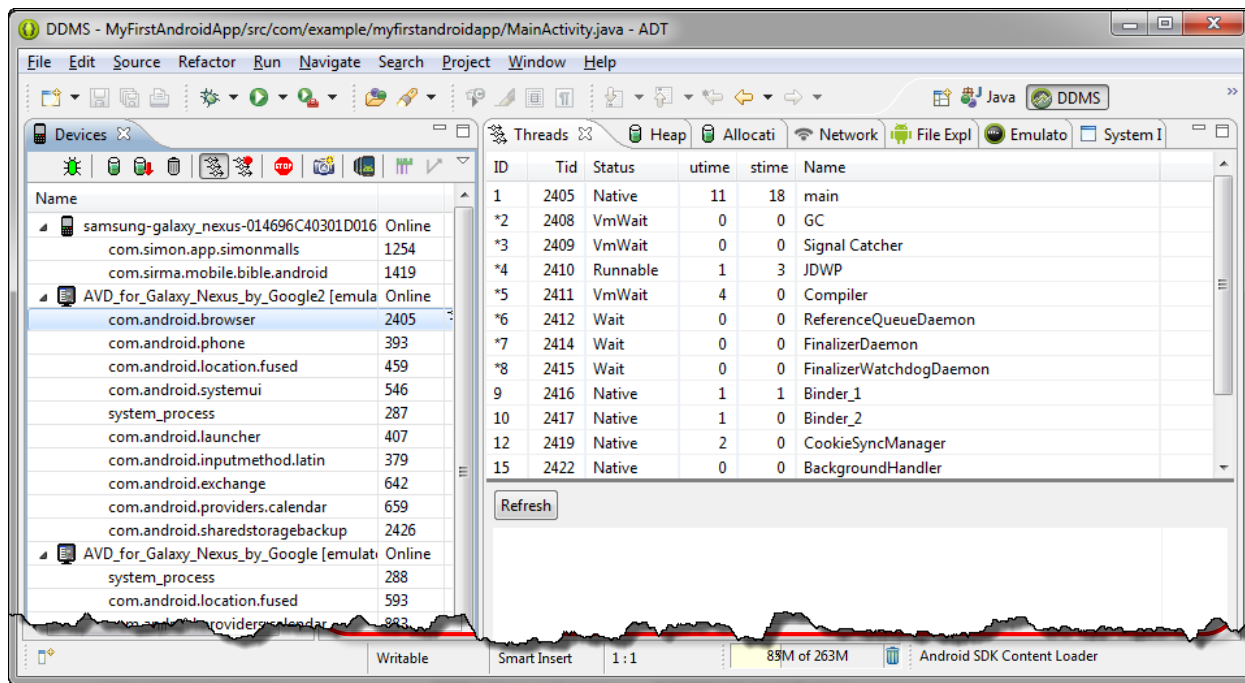 DDMS - MyFirstAndroidApp/src/com/example/myfirstandroidapp/MainActivity.java - ADT
File Edit Source Refactor Run Navigate Search Project Window Help
Java DDMS
Devices
Name
samsung-galaxy_nexus-014696C40301D016 Online
com.simon.app.simonmalls 1254
com.sirma.mobile.bible.android 1419
AVD_for_Galaxy_Nexus_by_Google2 [emula Online
com.android.browser 2405
com.android.phone 393
com.android.location.fused 459
com.android.systemui 546
system_process 287
com.android.launcher 407
com.android.inputmethod.latin 379
com.android.exchange 642
com.android.providers.calendar 659
com.android.sharedstoragebackup 2426
AVD_for_Galaxy_Nexus_by_Google [emulat Online
system_process 288
com.android.location.fused 593
Threads Heap Allocati Network File Expl Emulato System I
ID Tid Status utime stime Name
1 2405 Native 11 18 main
*2 2408 VmWait 0 0 GC
*3 2409 VmWait 0 0 Signal Catcher
*4 2410 Runnable 1 3 JDWP
*5 2411 VmWait 4 0 Compiler
*6 2412 Wait 0 0 ReferenceQueueDaemon
*7 2414 Wait 0 0 FinalizerDaemon
*8 2415 Wait 0 0 FinalizerWatchdogDaemon
9 2416 Native 1 1 Binder_1
10 2417 Native 1 0 Binder_2
12 2419 Native 2 0 CookieSyncManager
15 2422 Native 0 0 BackgroundHandler
Refresh
Writable Smart Insert 1 : 1 of 263M Android SDK Content Loader